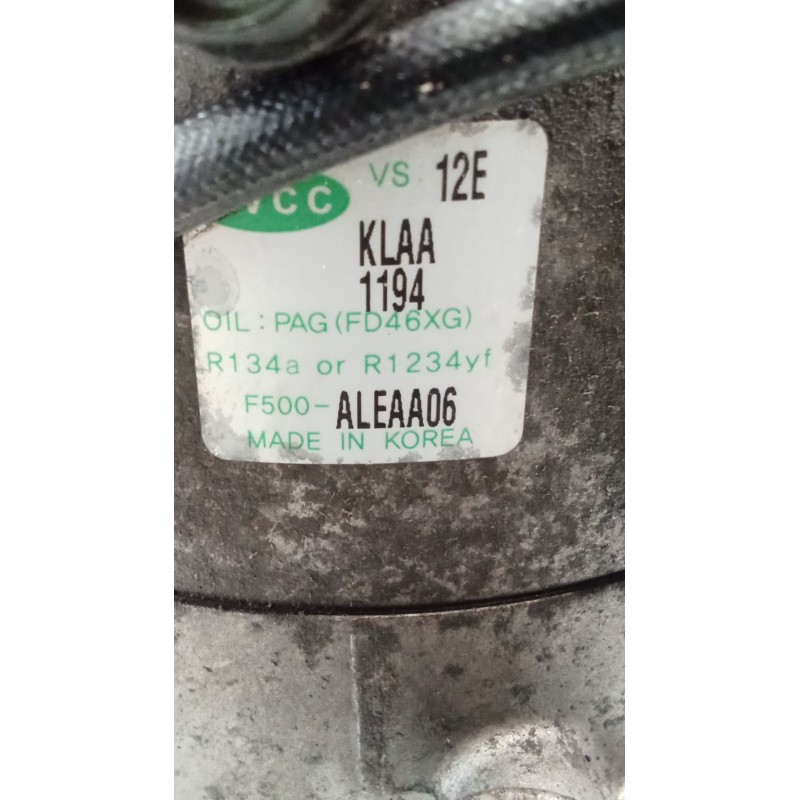 VCC VS 12E
KLAA
1194
OIL : PAG (FD46XG)
R134a or R1234yf
F500-ALEAA06
MADE IN KOREA